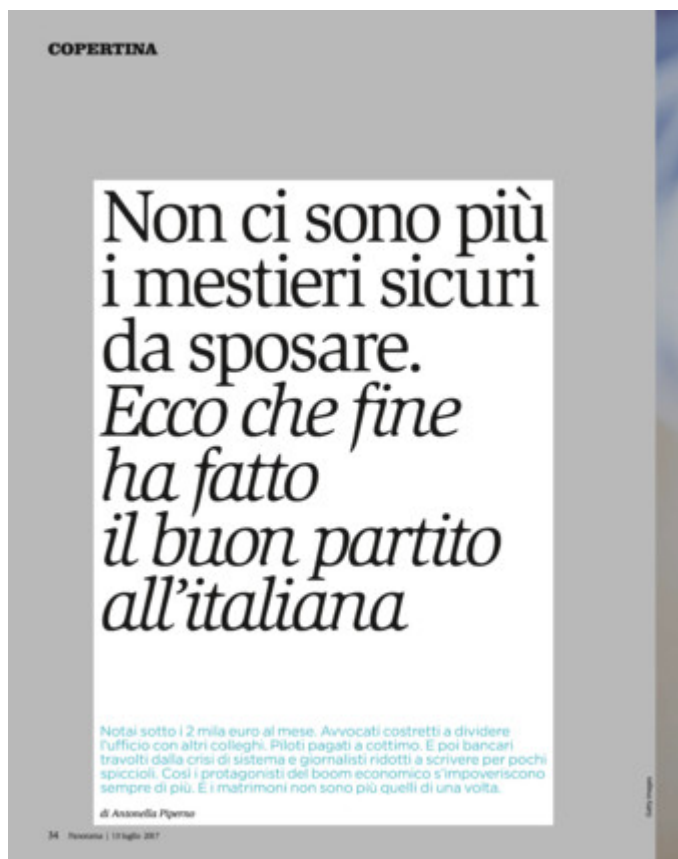 COPERTINA
Non ci sono più
i mestieri sicuri
da sposare.
Ecco che fine
ha fatto
il buon partito
all’italiana
Notai sotto i 2 mila euro al mese. Avvocati costretti a dividere
l’ufficio con altri colleghi. Piloti pagati a cottimo. E poi bancari
travolti dalla crisi di sistema e giornalisti ridotti a scrivere per pochi
spiccioli. Così i protagonisti del boom economico s’impoveriscono
sempre di più. E i matrimoni non sono più quelli di una volta.
di Antonella Piperno
34 Panorama | 13 luglio 2017
Getty Images